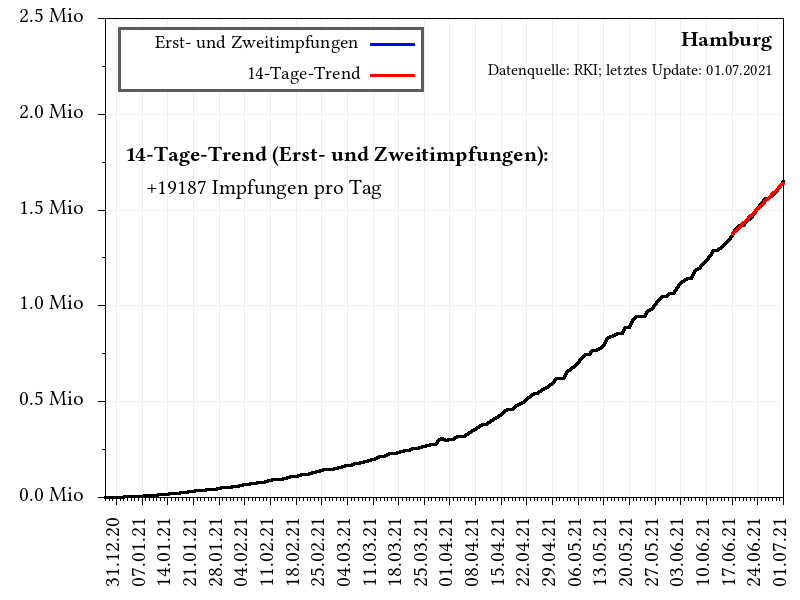 2.5 Mio
2.0 Mio
1.5 Mio
1.0 Mio
0.5 Mio
0.0 Mio
Erst- und Zweitimpfungen
14-Tage-Trend
Hamburg
Datenquelle: RKI; letztes Update: 01.07.2021
14-Tage-Trend (Erst- und Zweitimpfungen):
+19187 Impfungen pro Tag
31.12.20
07.01.21
14.01.21
21.01.21
28.01.21
04.02.21
11.02.21
18.02.21
25.02.21
04.03.21
11.03.21
18.03.21
25.03.21
01.04.21
08.04.21
15.04.21
22.04.21
29.04.21
06.05.21
13.05.21
20.05.21
27.05.21
03.06.21
10.06.21
17.06.21
24.06.21
01.07.21